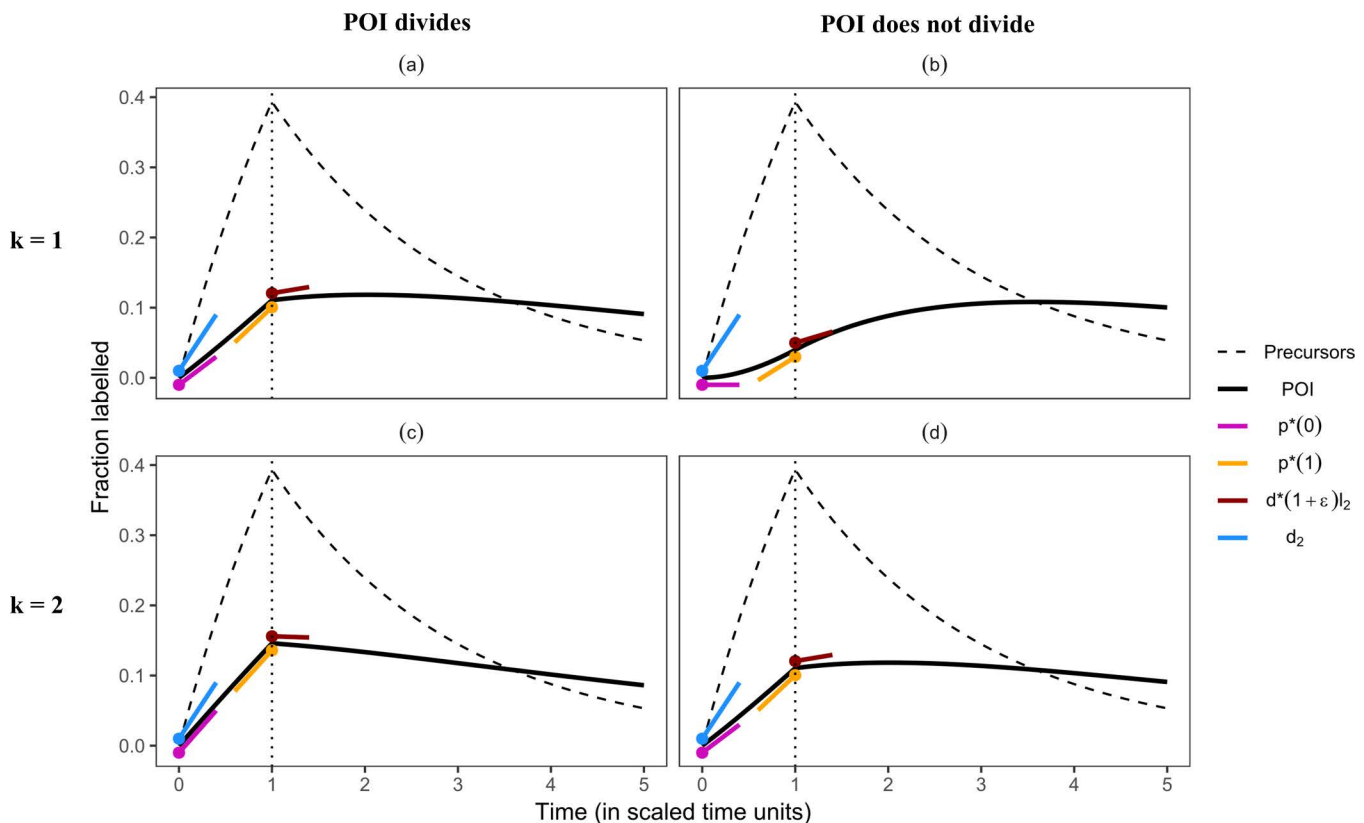 POI divides
POI does not divide
(a)
(b)
k = 1
k = 2
Fraction labelled
0.4
0.3
0.2
0.1
0.0
(c)
(d)
0.4
0.3
0.2
0.1
0.0
0 1 2 3 4 5
0 1 2 3 4 5
Time (in scaled time units)
Precursors
POI
p*(0)
p*(1)
d*(1 + ε)l₂
d₂